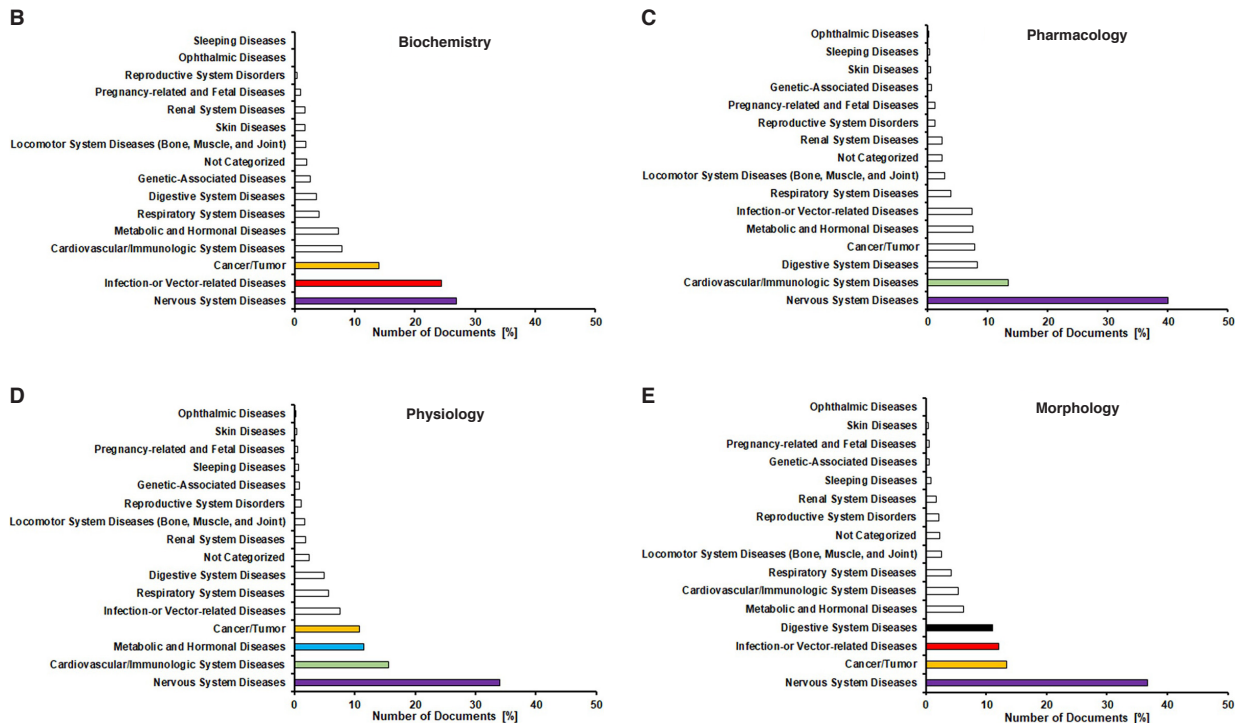 B
Biochemistry
Sleeping Diseases
Ophthalmic Diseases
Reproductive System Disorders
Pregnancy-related and Fetal Diseases
Renal System Diseases
Skin Diseases
Locomotor System Diseases (Bone, Muscle, and Joint)
Not Categorized
Genetic-Associated Diseases
Digestive System Diseases
Respiratory System Diseases
Metabolic and Hormonal Diseases
Cardiovascular/Immunologic System Diseases
Cancer/Tumor
Infection-or Vector-related Diseases
Nervous System Diseases
0 10 20 30 40 50
Number of Documents [%]
C
Pharmacology
Ophthalmic Diseases
Sleeping Diseases
Skin Diseases
Genetic-Associated Diseases
Pregnancy-related and Fetal Diseases
Reproductive System Disorders
Renal System Diseases
Not Categorized
Locomotor System Diseases (Bone, Muscle, and Joint)
Respiratory System Diseases
Infection-or Vector-related Diseases
Metabolic and Hormonal Diseases
Cancer/Tumor
Digestive System Diseases
Cardiovascular/Immunologic System Diseases
Nervous System Diseases
0 10 20 30 40 50
Number of Documents [%]
D
Physiology
Ophthalmic Diseases
Skin Diseases
Pregnancy-related and Fetal Diseases
Sleeping Diseases
Genetic-Associated Diseases
Reproductive System Disorders
Locomotor System Diseases (Bone, Muscle, and Joint)
Renal System Diseases
Not Categorized
Digestive System Diseases
Respiratory System Diseases
Infection-or Vector-related Diseases
Cancer/Tumor
Metabolic and Hormonal Diseases
Cardiovascular/Immunologic System Diseases
Nervous System Diseases
0 10 20 30 40 50
Number of Documents [%]
E
Morphology
Ophthalmic Diseases
Skin Diseases
Pregnancy-related and Fetal Diseases
Genetic-Associated Diseases
Sleeping Diseases
Renal System Diseases
Reproductive System Disorders
Not Categorized
Locomotor System Diseases (Bone, Muscle, and Joint)
Respiratory System Diseases
Cardiovascular/Immunologic System Diseases
Metabolic and Hormonal Diseases
Digestive System Diseases
Infection-or Vector-related Diseases
Cancer/Tumor
Nervous System Diseases
0 10 20 30 40 50
Number of Documents [%]